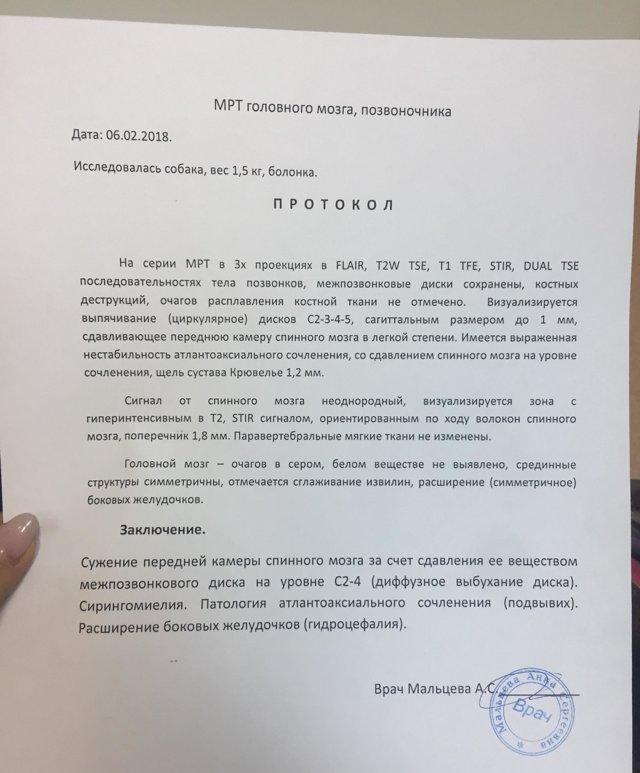 МРТ головного мозга, позвоночника
Дата: 06.02.2018.
Исследовалась собака, вес 1,5 кг, болонка.
П Р О Т О К О Л
На серии МРТ в 3х проекциях в FLAIR, T2W TSE, T1 TFE, STIR, DUAL TSE
последовательностях тела позвонков, межпозвонковые диски сохранены, костных
деструкций, очагов расплавления костной ткани не отмечено. Визуализируется
выпячивание (циркулярное) дисков С2-3-4-5, сагиттальным размером до 1 мм,
сдавливающее переднюю камеру спинного мозга в легкой степени. Имеется выраженная
нестабильность атлантоаксиального сочленения, со сдавлением спинного мозга на уровне
сочленения, щель сустава Крювелье 1,2 мм.
Сигнал от спинного мозга неоднородный, визуализируется зона с
гиперинтенсивным в Т2, STIR сигналом, ориентированным по ходу волокон спинного
мозга, поперечник 1,8 мм. Паравертебральные мягкие ткани не изменены.
Головной мозг – очагов в сером, белом веществе не выявлено, срединные
структуры симметричны, отмечается сглаживание извилин, расширение (симметричное)
боковых желудочков.
Заключение.
Сужение передней камеры спинного мозга за счет сдавления ее веществом
межпозвонкового диска на уровне С2-4 (диффузное выбухание диска).
Сирингомиелия. Патология атлантоаксиального сочленения (подвывих).
Расширение боковых желудочков (гидроцефалия).
Врач Мальцева А.С.
Мальцева Анна Сергеевна
Врач